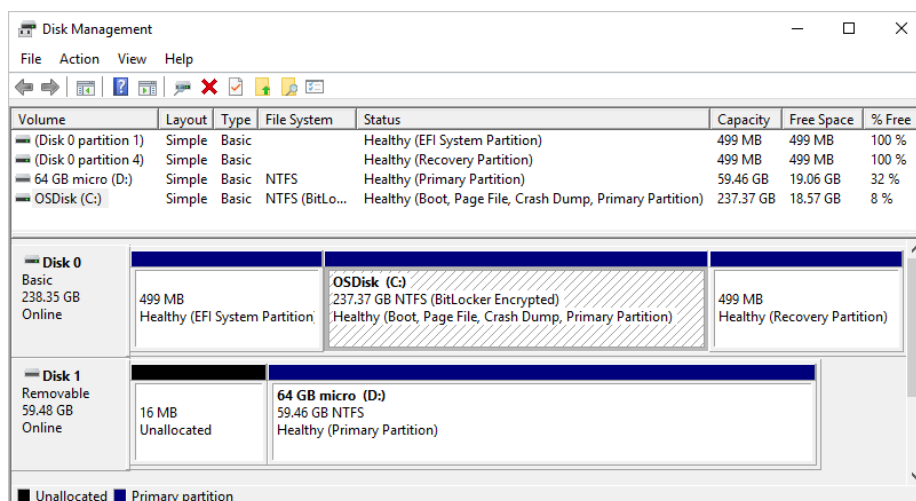 Disk Management
File Action View Help
Volume Layout Type File System Status Capacity Free Space % Free
(Disk 0 partition 1) Simple Basic Healthy (EFI System Partition) 499 MB 499 MB 100 %
(Disk 0 partition 4) Simple Basic Healthy (Recovery Partition) 499 MB 499 MB 100 %
64 GB micro (D:) Simple Basic NTFS Healthy (Primary Partition) 59.46 GB 19.06 GB 32 %
OSDisk (C:) Simple Basic NTFS (BitLo... Healthy (Boot, Page File, Crash Dump, Primary Partition) 237.37 GB 18.57 GB 8 %
Disk 0
Basic
238.35 GB
Online
499 MB
Healthy (EFI System Partition
OSDisk (C:)
237.37 GB NTFS (BitLocker Encrypted)
Healthy (Boot, Page File, Crash Dump, Primary Partition)
499 MB
Healthy (Recovery Partition)
Disk 1
Removable
59.48 GB
Online
16 MB
Unallocated
64 GB micro (D:)
59.46 GB NTFS
Healthy (Primary Partition)
Unallocated Primary partition